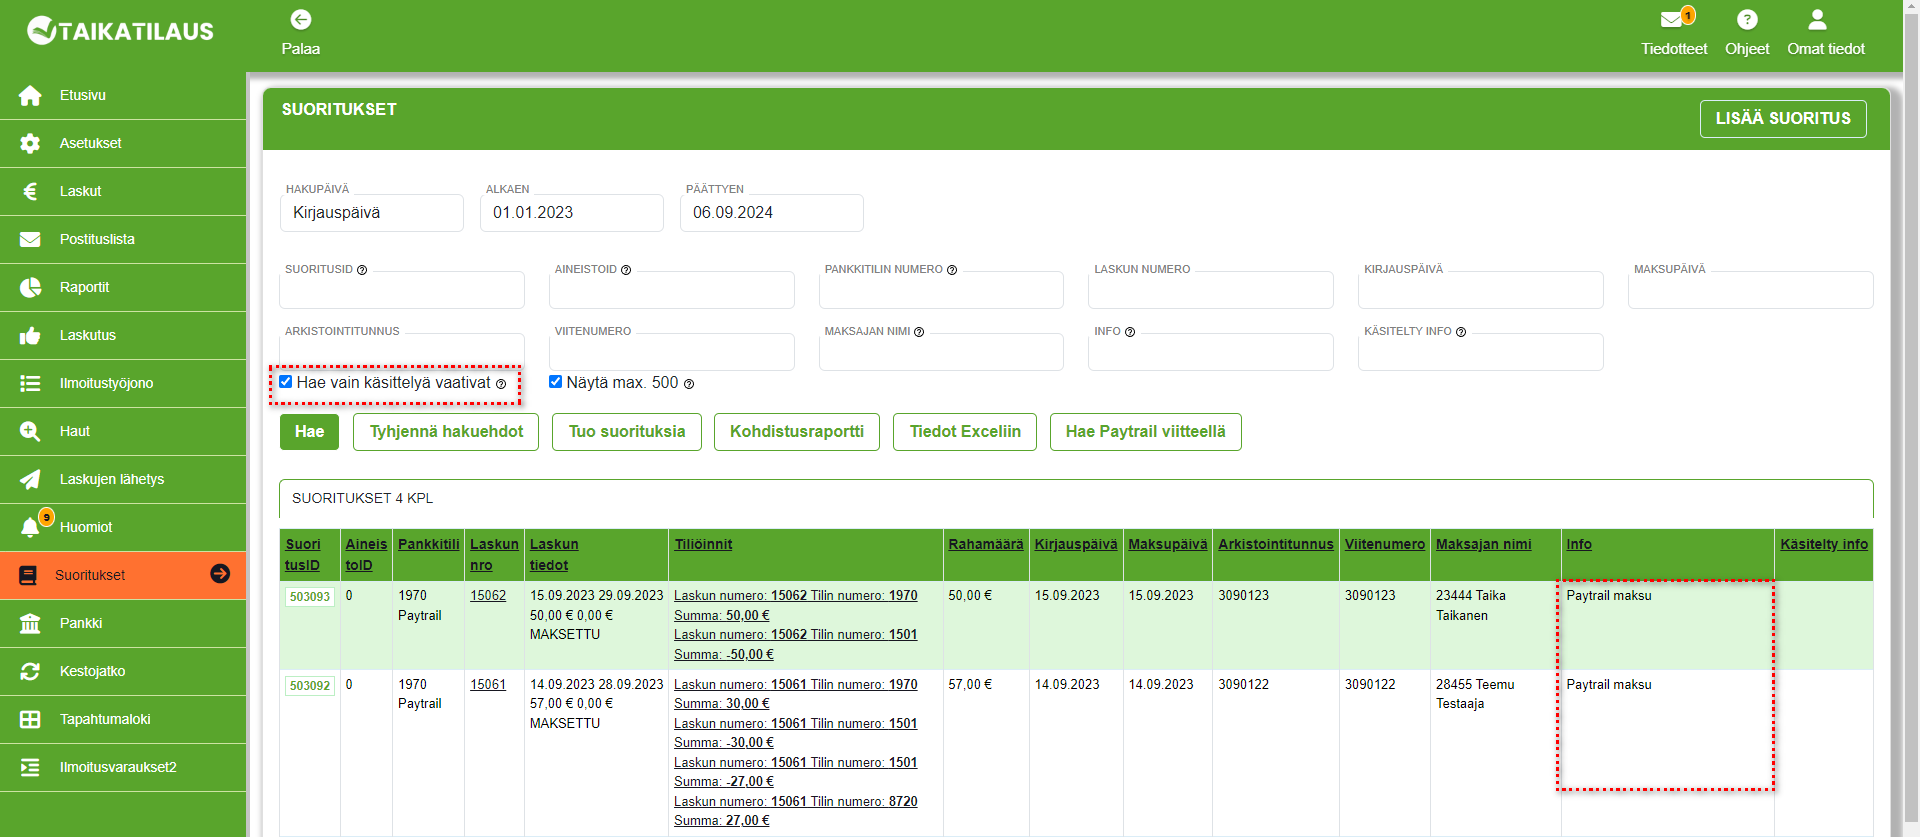 TAIKATILAUS
Palaa
1
Tiedotteet
Ohjeet
Omat tiedot
Etusivu
Asetukset
Laskut
Postituslista
Raportit
Laskutus
Ilmoitustyöjono
Haut
Laskujen lähetys
9
Huomiot
Suoritukset
Pankki
Kestojatko
Tapahtumaloki
Ilmoitusvaraukset2
SUORITUKSET
LISÄÄ SUORITUS
HAKUPÄIVÄ
ALKAEN
PÄÄTTYEN
Kirjauspäivä
01.01.2023
06.09.2024
SUORITUSID
AINEISTOID
PANKKITILIN NUMERO
LASKUN NUMERO
KIRJAUSPÄIVÄ
MAKSUPÄIVÄ
ARKISTOINTITUNNUS
VIITENUMERO
MAKSAJAN NIMI
INFO
KÄSITELTY INFO
Hae vain käsittelyä vaativat
Näytä max. 500
Hae
Tyhjennä hakuehdot
Tuo suorituksia
Kohdistusraportti
Tiedot Exceliin
Hae Paytrail viitteellä
SUORITUKSET 4 KPL
Suori
tusID
Aineis
toID
Pankkitili
Laskun
nro
Laskun
tiedot
Tiliöinnit
Rahamäärä
Kirjauspäivä
Maksupäivä
Arkistointitunnus
Viitenumero
Maksajan nimi
Info
Käsitelty info
503093
0
1970
Paytrail
15062
15.09.2023 29.09.2023
50,00 € 0,00 €
MAKSETTU
Laskun numero: 15062 Tilin numero: 1970
Summa: 50,00 €
Laskun numero: 15062 Tilin numero: 1501
Summa: -50,00 €
50,00 €
15.09.2023
15.09.2023
3090123
3090123
23444 Taika
Taikanen
Paytrail maksu
503092
0
1970
Paytrail
15061
14.09.2023 28.09.2023
57,00 € 0,00 €
MAKSETTU
Laskun numero: 15061 Tilin numero: 1970
Summa: 30,00 €
Laskun numero: 15061 Tilin numero: 1501
Summa: -30,00 €
Laskun numero: 15061 Tilin numero: 1501
Summa: -27,00 €
Laskun numero: 15061 Tilin numero: 8720
Summa: 27,00 €
57,00 €
14.09.2023
14.09.2023
3090122
3090122
28455 Teemu
Testaaja
Paytrail maksu